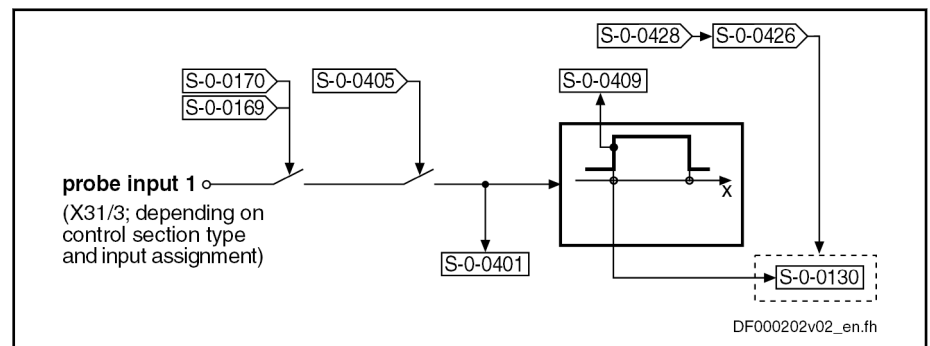 S-0-0428
S-0-0426
S-0-0170
S-0-0405
S-0-0409
S-0-0169
probe input 1
X
(X31/3; depending on
control section type
and input assignment)
S-0-0401
S-0-0130
DF000202v02_en.fh